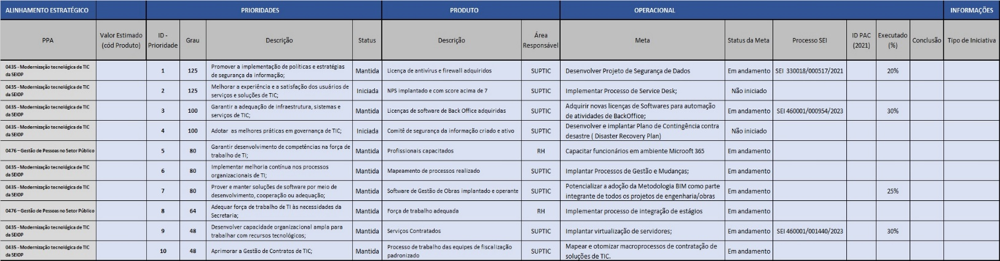 ALINHAMENTO ESTRATÉGICO PRIORIDADES PRODUTO OPERACIONAL INFORMAÇÕES
PPA Valor Estimado (cód Produto) ID - Prioridade Grau Descrição Status Descrição Área Responsável Meta Status da Meta Processo SEI ID PAC (2021) Executado (%) Conclusão Tipo de Iniciativa
0435 - Modernização tecnológica de TIC da SEIOP 1 125 Promover a implementação de políticas e estratégias de segurança da informação; Mantida Licença de antivírus e firewall adquiridos SUPTIC Desenvolver Projeto de Segurança de Dados Em andamento SEI 330018/000517/2021 20%
0435 - Modernização tecnológica de TIC da SEIOP 2 125 Melhorar a experiência e a satisfação dos usuários de serviços e soluções de TIC; Iniciada NPS implantado e com score acima de 7 SUPTIC Implementar Processo de Service Desk; Não iniciado
0435 - Modernização tecnológica de TIC da SEIOP 3 100 Garantir a adequação de infraestrutura, sistemas e serviços de TIC; Mantida Licenças de software de Back Office adquiridas SUPTIC Adquirir novas licenças de Softwares para automação de atividades de BackOffice; Em andamento SEI 460001/000954/2023 30%
0435 - Modernização tecnológica de TIC da SEIOP 4 100 Adotar as melhores práticas em governança de TIC; Iniciada Comitê de segurança da informação criado e ativo SUPTIC Desenvolver e implantar Plano de Contingência contra desastre ( Disaster Recovery Plan) Não iniciado
0476 – Gestão de Pessoas no Setor Público 5 80 Garantir desenvolvimento de competências na força de trabalho de TI; Mantida Profissionais capacitados RH Capacitar funcionários em ambiente Microoft 365 Em andamento
0435 - Modernização tecnológica de TIC da SEIOP 6 80 Implementar melhoria contínua nos processos organizacionais de TI; Mantida Mapeamento de processos realizado SUPTIC Implantar Processos de Gestão e Mudanças; Em andamento
0435 - Modernização tecnológica de TIC da SEIOP 7 80 Prover e manter soluções de software por meio de desenvolvimento, cooperação ou adequação; Mantida Software de Gestão de Obras implantado e operante SUPTIC Potencializar a adoção da Metodologia BIM como parte integrante de todos os projetos de engenharia/obras Em andamento 25%
0476 – Gestão de Pessoas no Setor Público 8 64 Adequar força de trabalho de TI às necessidades da Secretaria; Mantida Força de trabalho adequada RH Implementar processo de integração de estágios Em andamento
0435 - Modernização tecnológica de TIC da SEIOP 9 48 Desenvolver capacidade organizacional ampla para trabalhar com recursos tecnológicos; Mantida Serviços Contratados SUPTIC Implantar virtualização de servidores; Em andamento SEI 460001/001440/2023 30%
0435 - Modernização tecnológica de TIC da SEIOP 10 48 Aprimorar a Gestão de Contratos de TIC; Mantida Processo de trabalho das equipes de fiscalização padronizado SUPTIC Mapear e otomizar macroprocessos de contratação de soluções de TIC. Em andamento